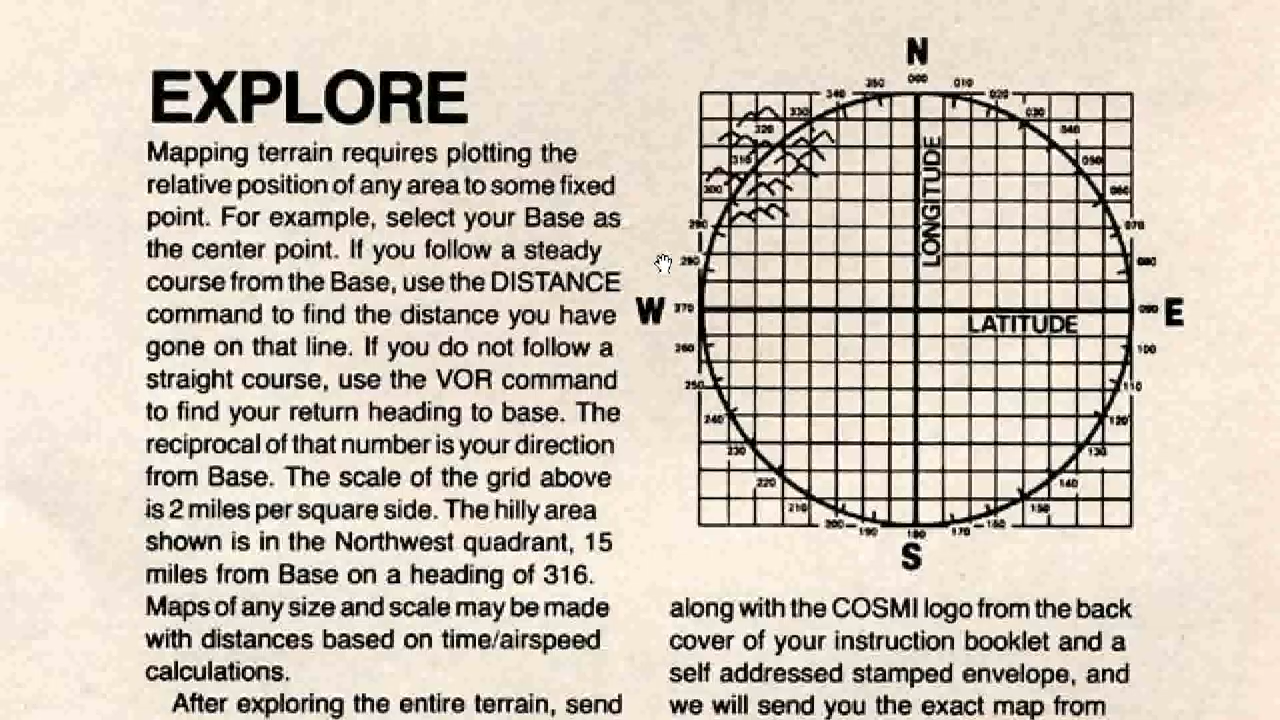 EXPLORE
Mapping terrain requires plotting the
relative position of any area to some fixed
point. For example, select your Base as
the center point. If you follow a steady
course from the Base, use the DISTANCE
command to find the distance you have
gone on that line. If you do not follow a
straight course, use the VOR command
to find your return heading to base. The
reciprocal of that number is your direction
from Base. The scale of the grid above
is 2 miles per square side. The hilly area
shown is in the Northwest quadrant, 15
miles from Base on a heading of 316.
Maps of any size and scale may be made
with distances based on time/airspeed
calculations.
After exploring the entire terrain, send
N
000
010
020
030
040
050
060
070
080
090
E
100
110
120
130
140
150
160
170
180
S
190
200
210
220
230
240
250
260
270
W
280
290
300
310
320
330
340
350
LONGITUDE
LATITUDE
along with the COSMI logo from the back
cover of your instruction booklet and a
self addressed stamped envelope, and
we will send you the exact map from